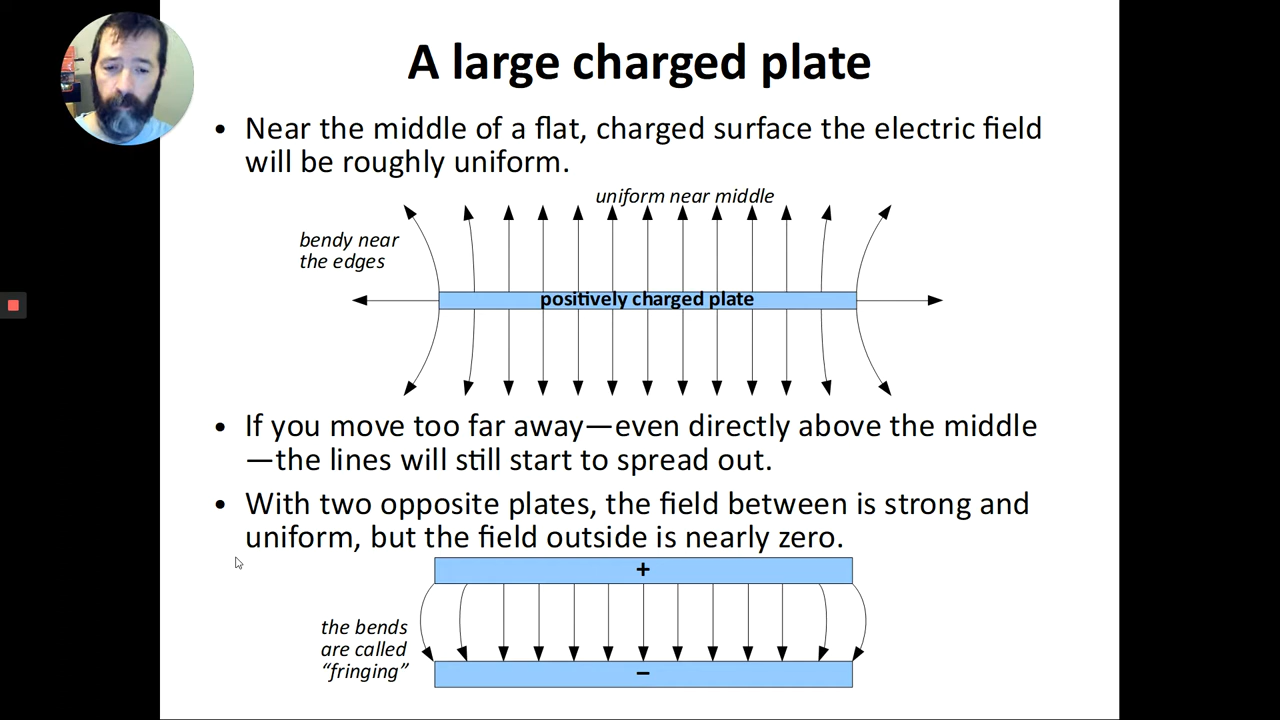 A large charged plate
• Near the middle of a flat, charged surface the electric field
will be roughly uniform.
uniform near middle
bendy near
the edges
positively charged plate
• If you move too far away—even directly above the middle
—the lines will still start to spread out.
• With two opposite plates, the field between is strong and
uniform, but the field outside is nearly zero.
+
the bends
are called
“fringing”
−